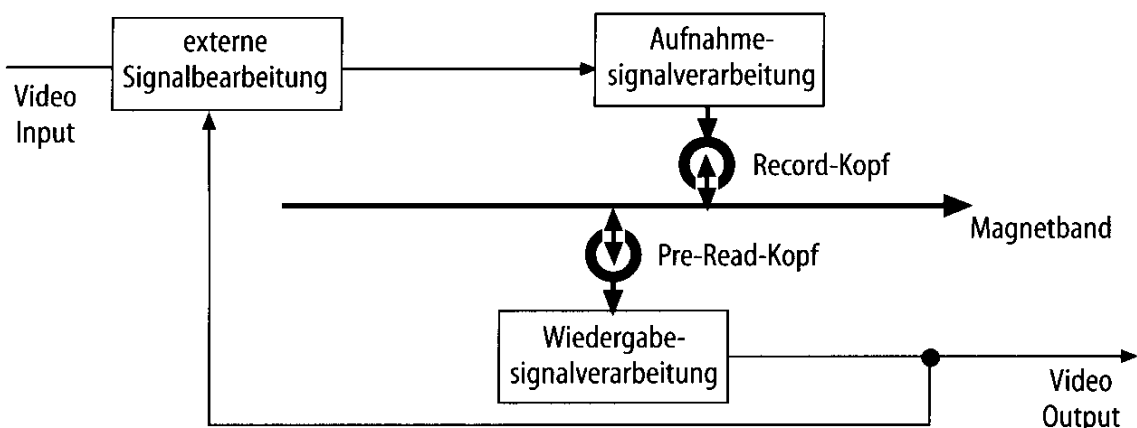 externe
Signalbearbeitung
Aufnahme-
signalverarbeitung
Video
Input
Record-Kopf
Magnetband
Pre-Read-Kopf
Wiedergabe-
signalverarbeitung
Video
Output